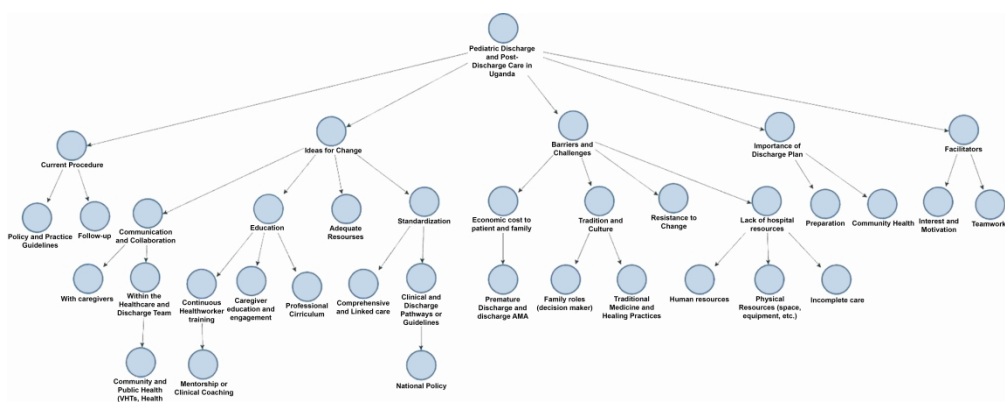 Pediatric Discharge
and Post-
Discharge Care in
Uganda
Current Procedure
Ideas for Change
Barriers and
Challenges
Importance of
Discharge Plan
Facilitators
Policy and Practice
Guidelines
Follow-up
Communication
and Collaboration
Education
Adequate
Resourses
Standardization
Economic cost to
patient and family
Tradition and
Culture
Resistance to
Change
Lack of hospital
resources
Preparation
Community Health
Interest and
Motivation
Teamwork
With caregivers
Within the
Healthcare and
Discharge Team
Continuous
Healthworker
training
Caregiver
education and
engagement
Professional
Cirriculum
Comprehensive
and Linked care
Clinical and
Discharge
Pathways or
Guidelines
Premature
Discharge and
discharge AMA
Family roles
(decision maker)
Traditional
Medicine and
Healing Practices
Human resources
Physical
Resources (space,
equipment, etc.)
Incomplete care
Community and
Public Health
(VHTs, Health
Mentorship or
Clinical Coaching
National Policy